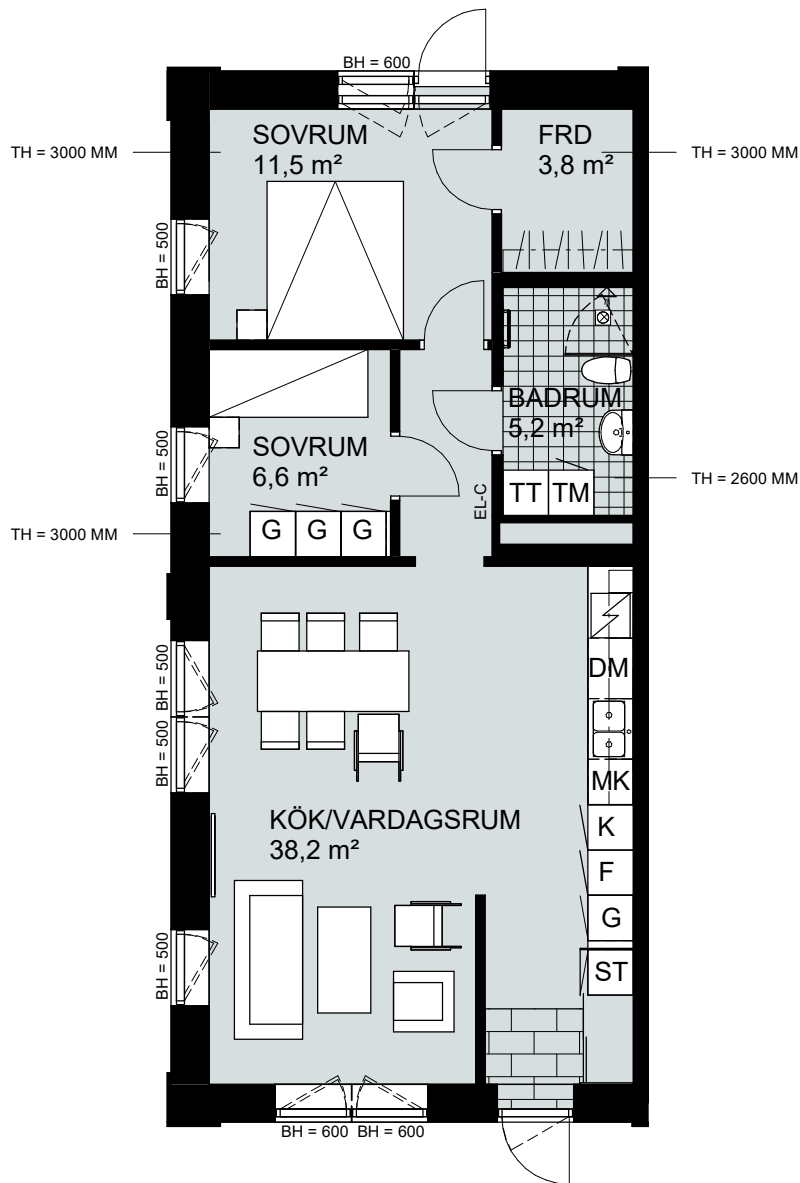 BH = 600
SOVRUM
11,5 m²
FRD
3,8 m²
TH = 3000 MM
TH = 3000 MM
BH = 500
BH = 500
SOVRUM
6,6 m²
BADRUM
5,2 m²
TT
TM
TH = 2600 MM
EL-C
G
G
G
TH = 3000 MM
BH = 500
BH = 500
DM
MK
KÖK/VARDAGSRUM
38,2 m²
K
F
G
ST
BH = 500
BH = 600
BH = 600